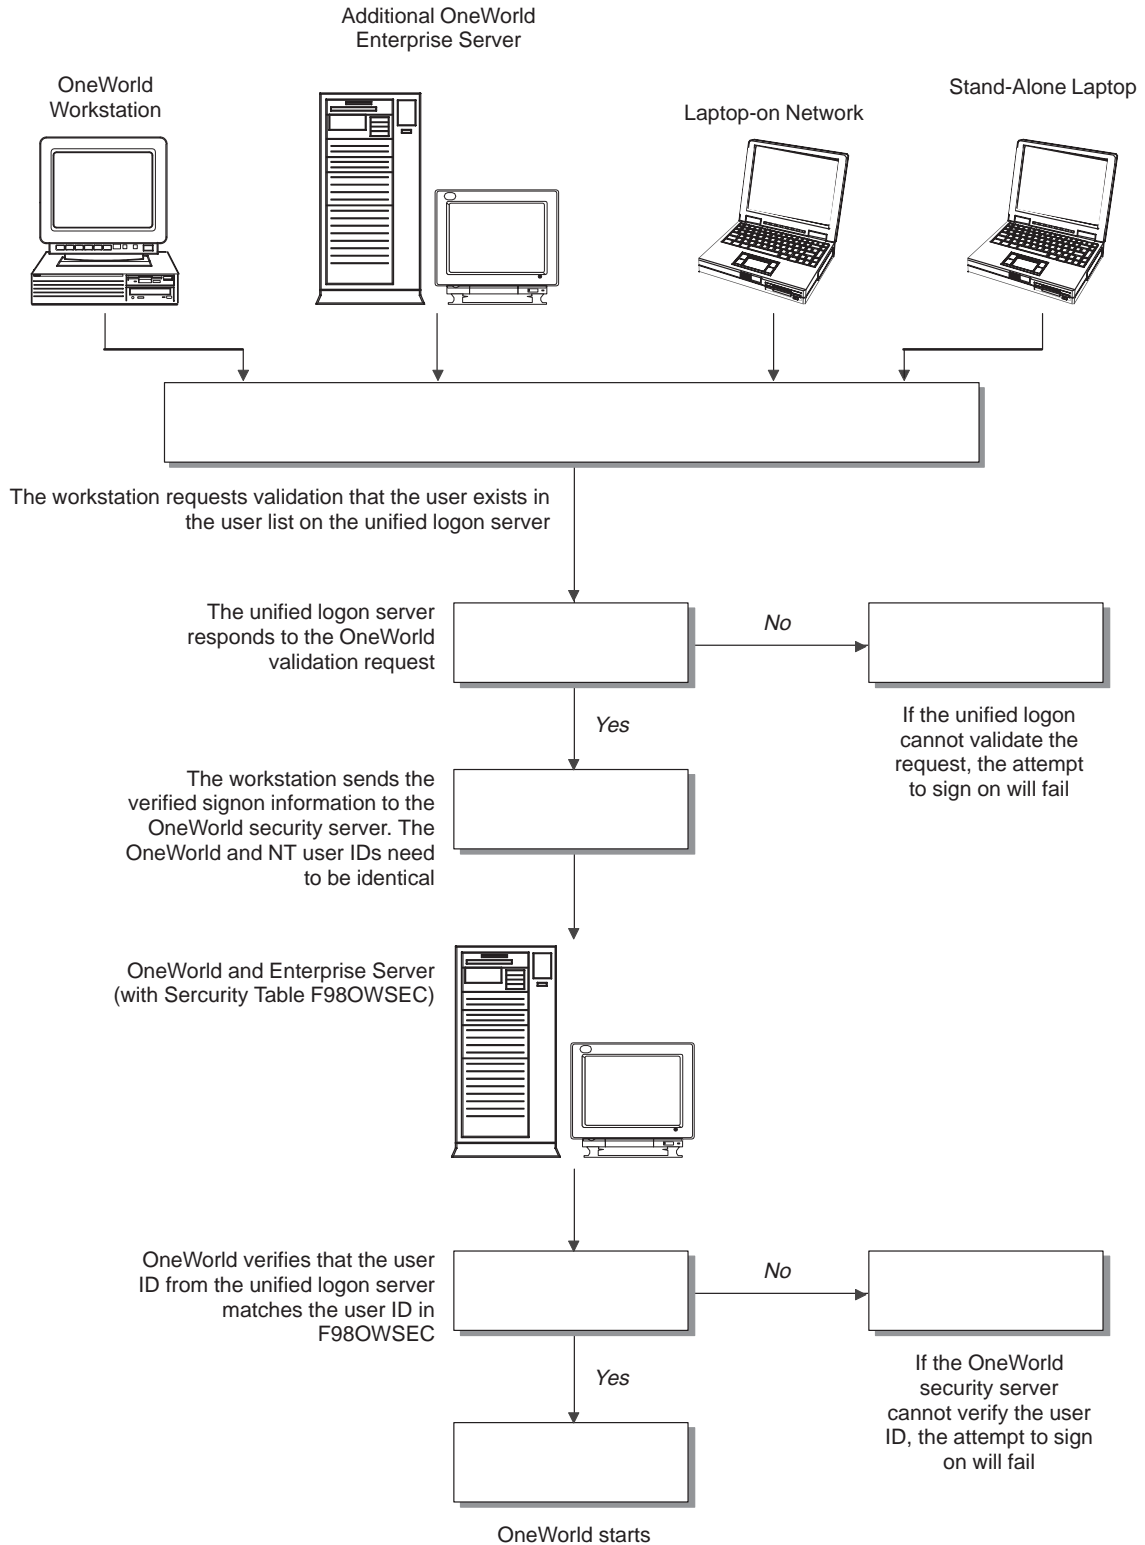 Additional OneWorld
Enterprise Server
OneWorld
Workstation
Laptop-on Network
Stand-Alone Laptop
The workstation requests validation that the user exists in
the user list on the unified logon server
The unified logon server
responds to the OneWorld
validation request
No
If the unified logon
cannot validate the
request, the attempt
to sign on will fail
Yes
The workstation sends the
verified signon information to the
OneWorld security server. The
OneWorld and NT user IDs need
to be identical
OneWorld and Enterprise Server
(with Sercurity Table F98OWSEC)
OneWorld verifies that the user
ID from the unified logon server
matches the user ID in
F98OWSEC
No
If the OneWorld
security server
cannot verify the user
ID, the attempt to sign
on will fail
Yes
OneWorld starts